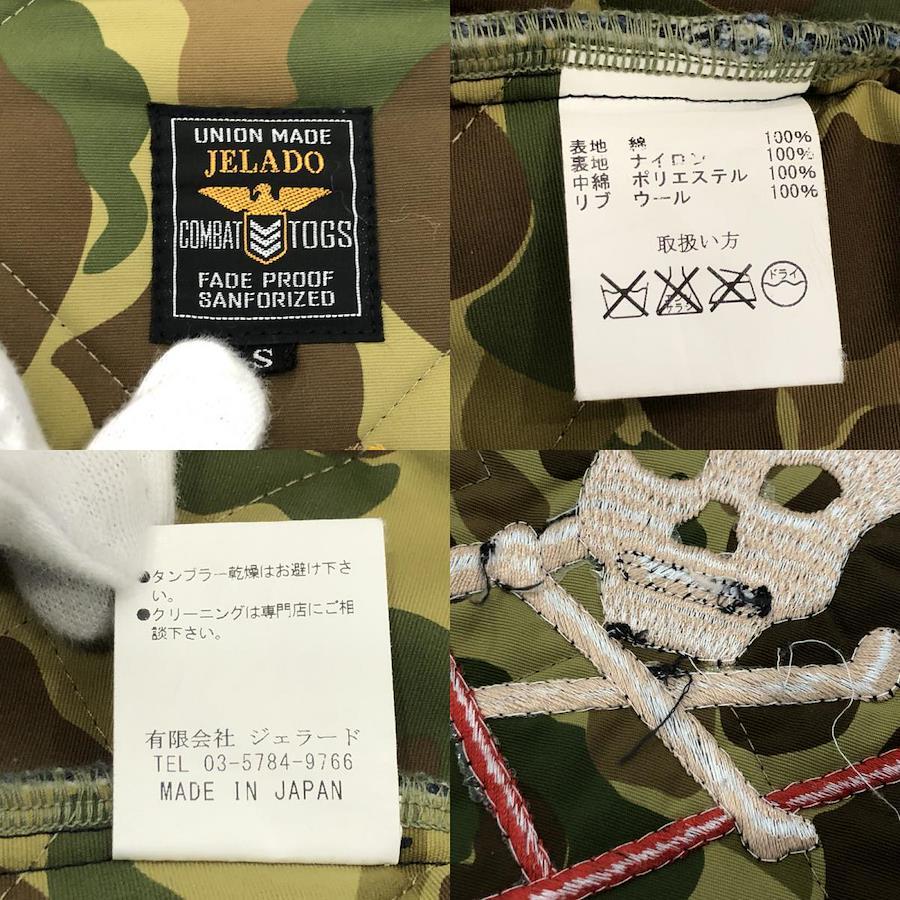 UNION MADE
JELADO
COMBAT TOGS
FADE PROOF
SANFORIZED
S
表地 綿 100%
裏地 ナイロン 100%
中綿 ポリエステル 100%
リブ ウール 100%
取扱い方
ドライ
●タンブラー乾燥はお避け下さ
い。
●クリーニングは専門店にご相
談下さい。
有限会社 ジェラード
TEL 03-5784-9766
MADE IN JAPAN